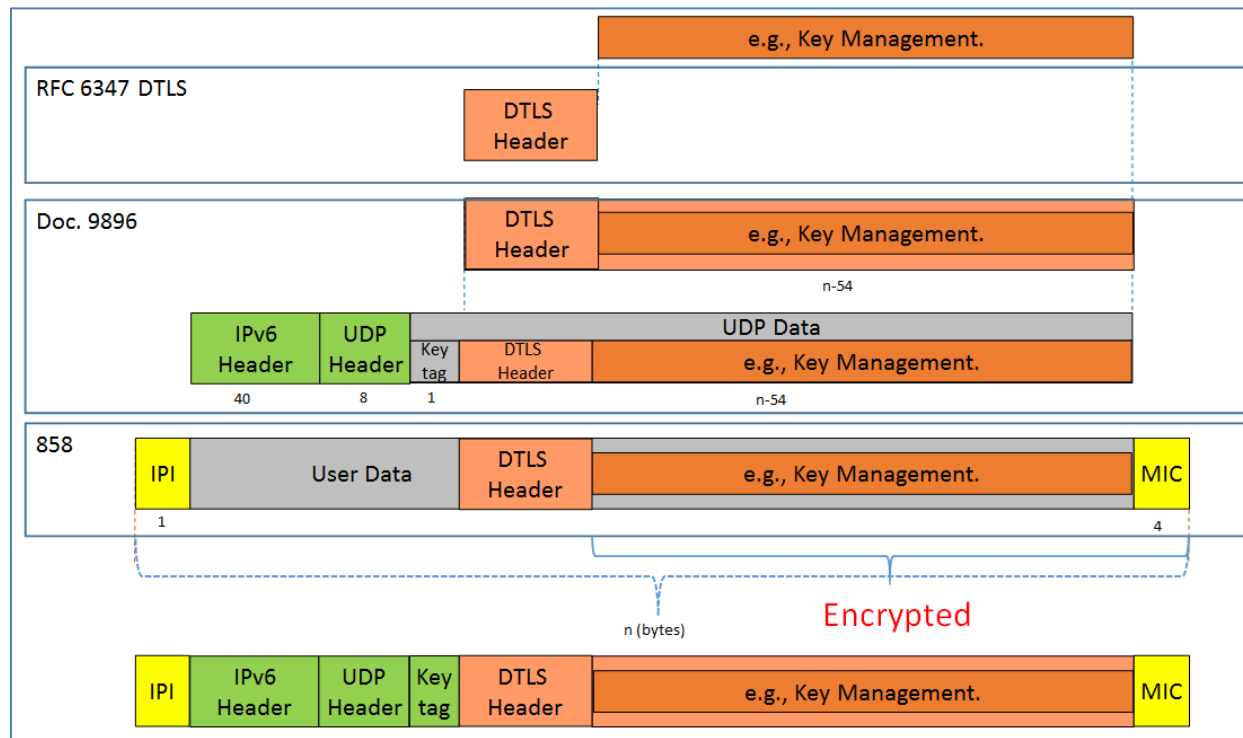 e.g., Key Management.
RFC 6347 DTLS
DTLS
Header
Doc. 9896
DTLS
Header
e.g., Key Management.
n-54
IPv6
Header
UDP
Header
UDP Data
Key
tag
DTLS
Header
e.g., Key Management.
40
8
1
n-54
858
IPI
User Data
DTLS
Header
e.g., Key Management.
MIC
1
4
Encrypted
n (bytes)
IPI
IPv6
Header
UDP
Header
Key
tag
DTLS
Header
e.g., Key Management.
MIC